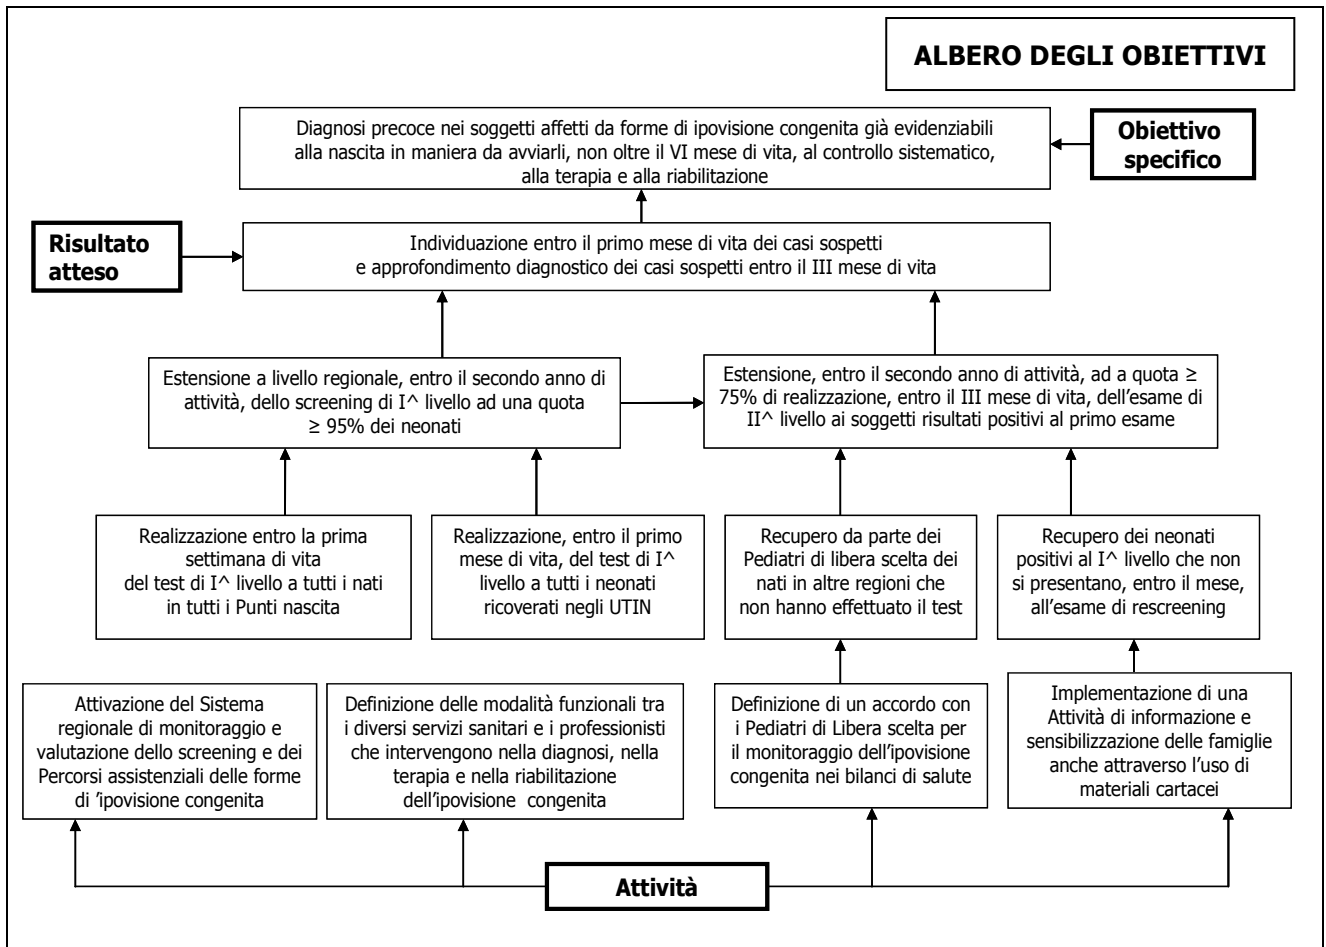 ALBERO DEGLI OBIETTIVI
Diagnosi precoce nei soggetti affetti da forme di ipovisione congenita già evidenziabili
alla nascita in maniera da avviarli, non oltre il VI mese di vita, al controllo sistematico,
alla terapia e alla riabilitazione
Obiettivo
specifico
Risultato
atteso
Individuazione entro il primo mese di vita dei casi sospetti
e approfondimento diagnostico dei casi sospetti entro il III mese di vita
Estensione a livello regionale, entro il secondo anno di
attività, dello screening di I^ livello ad una quota
≥ 95% dei neonati
Estensione, entro il secondo anno di attività, ad a quota ≥
75% di realizzazione, entro il III mese di vita, dell'esame di
II^ livello ai soggetti risultati positivi al primo esame
Realizzazione entro la prima
settimana di vita
del test di I^ livello a tutti i nati
in tutti i Punti nascita
Realizzazione, entro il primo
mese di vita, del test di I^
livello a tutti i neonati
ricoverati negli UTIN
Recupero da parte dei
Pediatri di libera scelta dei
nati in altre regioni che
non hanno effettuato il test
Recupero dei neonati
positivi al I^ livello che non
si presentano, entro il mese,
all'esame di rescreening
Attivazione del Sistema
regionale di monitoraggio e
valutazione dello screening e dei
Percorsi assistenziali delle forme
di 'ipovisione congenita
Definizione delle modalità funzionali tra
i diversi servizi sanitari e i professionisti
che intervengono nella diagnosi, nella
terapia e nella riabilitazione
dell'ipovisione congenita
Definizione di un accordo con
i Pediatri di Libera scelta per
il monitoraggio dell'ipovisione
congenita nei bilanci di salute
Implementazione di una
Attività di informazione e
sensibilizzazione delle famiglie
anche attraverso l'uso di
materiali cartacei
Attività